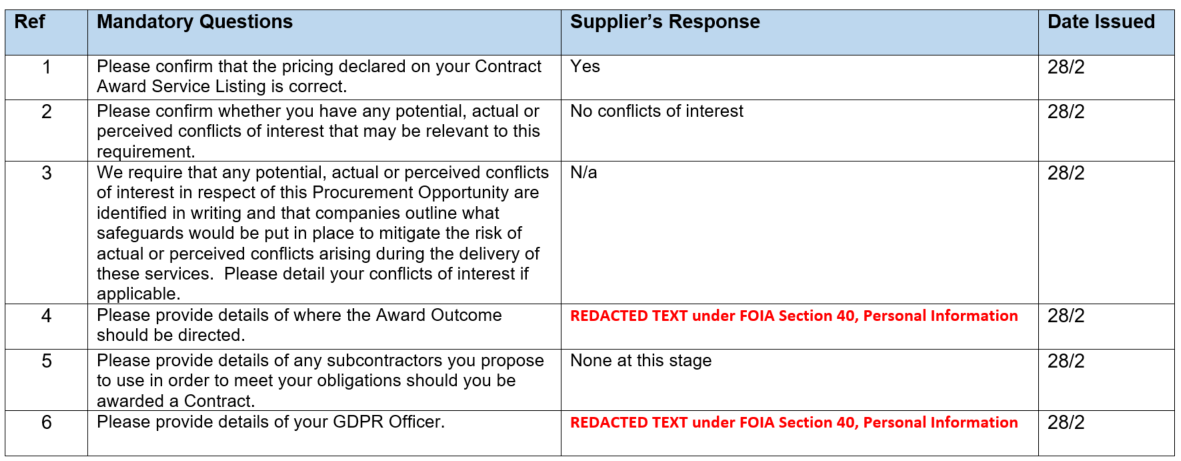 Ref Mandatory Questions Supplier’s Response Date Issued
1 Please confirm that the pricing declared on your Contract Yes 28/2
Award Service Listing is correct.
2 Please confirm whether you have any potential, actual or No conflicts of interest 28/2
perceived conflicts of interest that may be relevant to this
requirement.
3 We require that any potential, actual or perceived conflicts N/a 28/2
of interest in respect of this Procurement Opportunity are
identified in writing and that companies outline what
safeguards would be put in place to mitigate the risk of
actual or perceived conflicts arising during the delivery of
these services.  Please detail your conflicts of interest if
applicable.
4 Please provide details of where the Award Outcome REDACTED TEXT under FOIA Section 40, Personal Information 28/2
should be directed.
5 Please provide details of any subcontractors you propose None at this stage 28/2
to use in order to meet your obligations should you be
awarded a Contract.
6 Please provide details of your GDPR Officer. REDACTED TEXT under FOIA Section 40, Personal Information 28/2